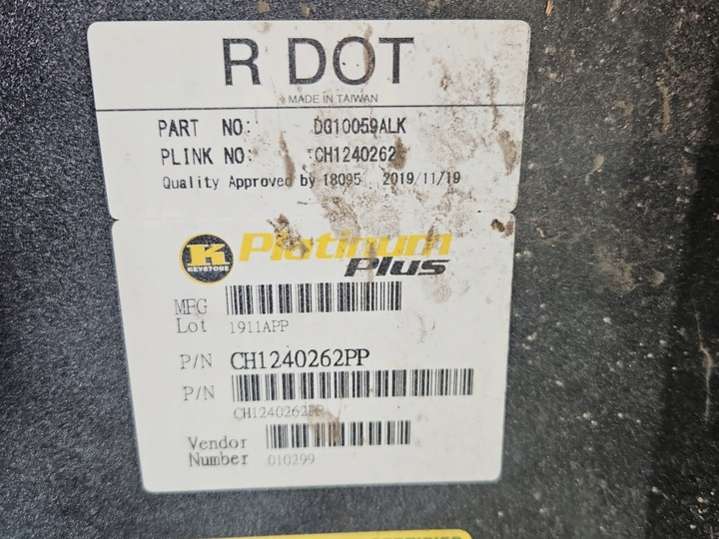 R DOT
MADE IN TAIWAN
PART NO: DG10059ALK
PLINK NO: CH1240262
Quality Approved by 18095 2019/11/19
K
KEYSTONE
Platinum
Plus
MFG
Lot 1911APP
P/N CH1240262PP
P/N
CH1240262PP
Vendor
Number 010299